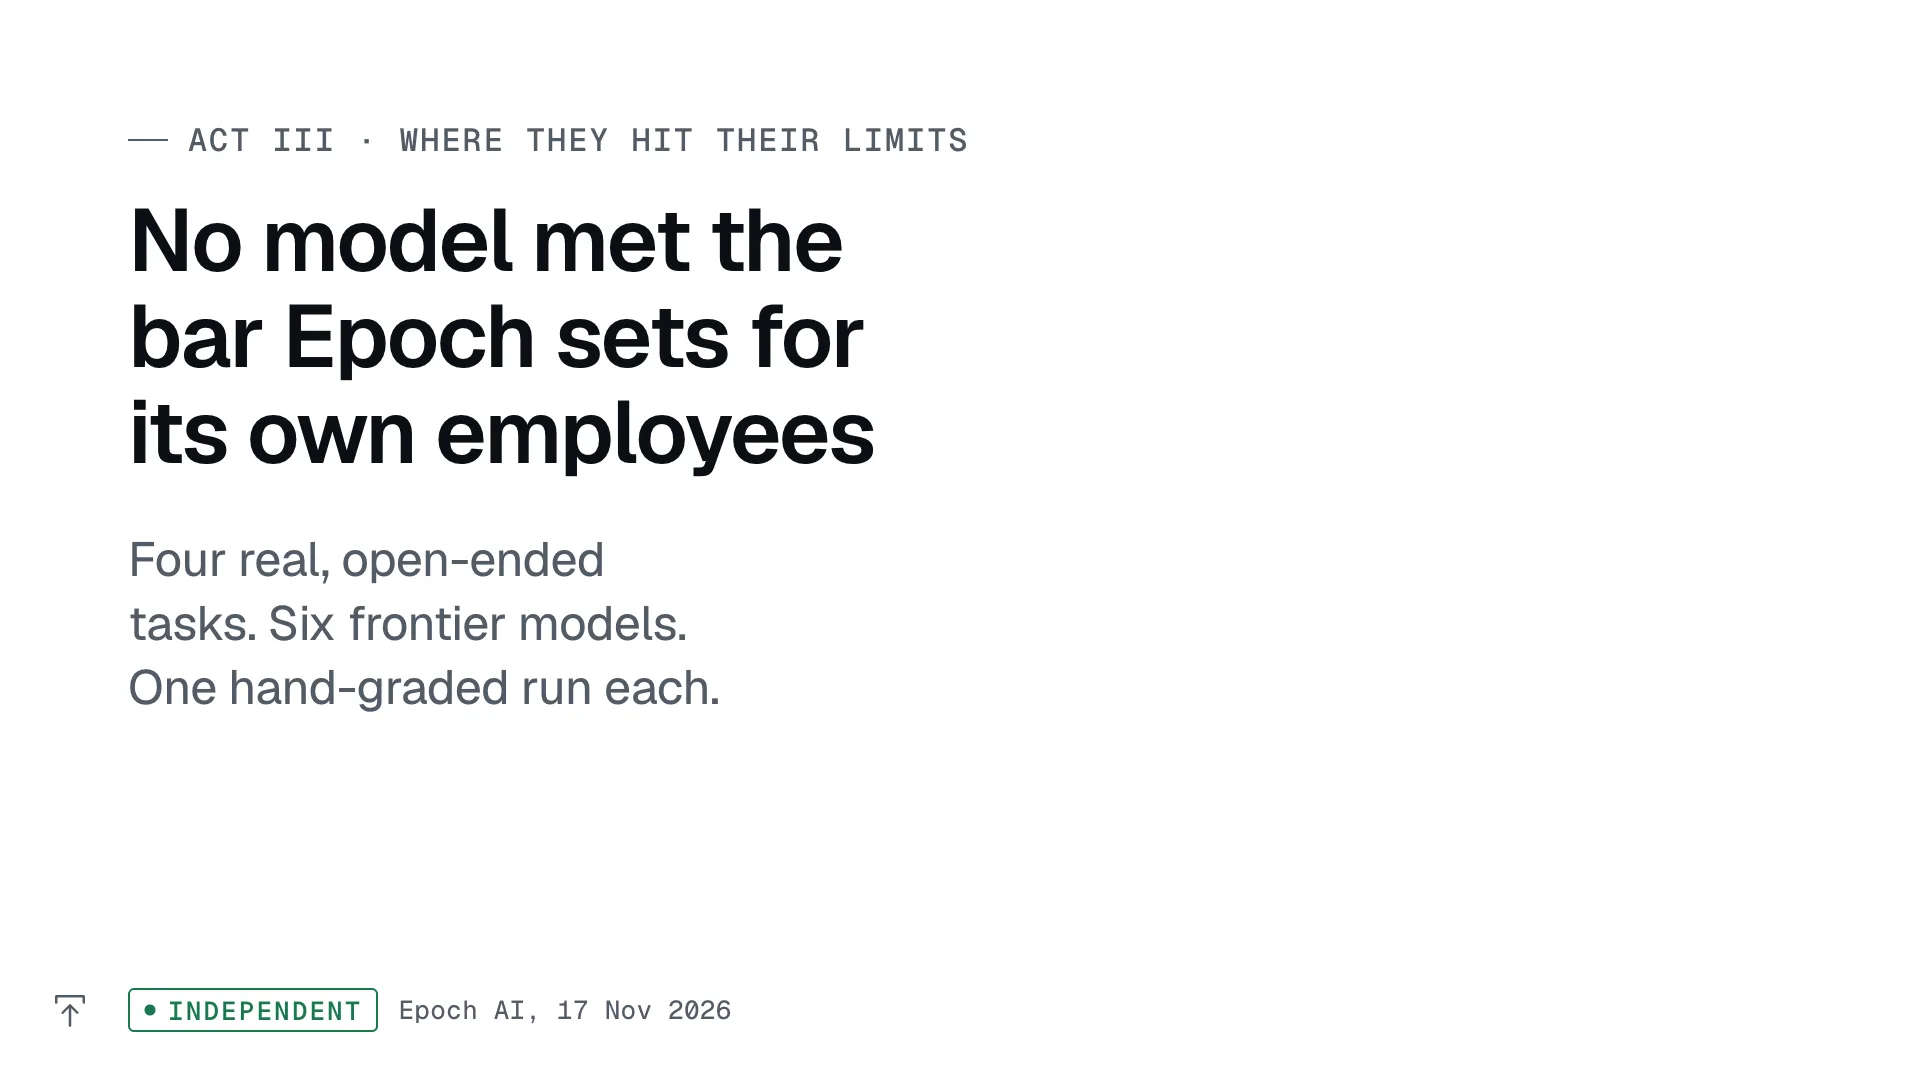 ACT III · WHERE THEY HIT THEIR LIMITS
No model met the
bar Epoch sets for
its own employees
Four real, open-ended
tasks. Six frontier models.
One hand-graded run each.
INDEPENDENT Epoch AI, 17 Nov 2026